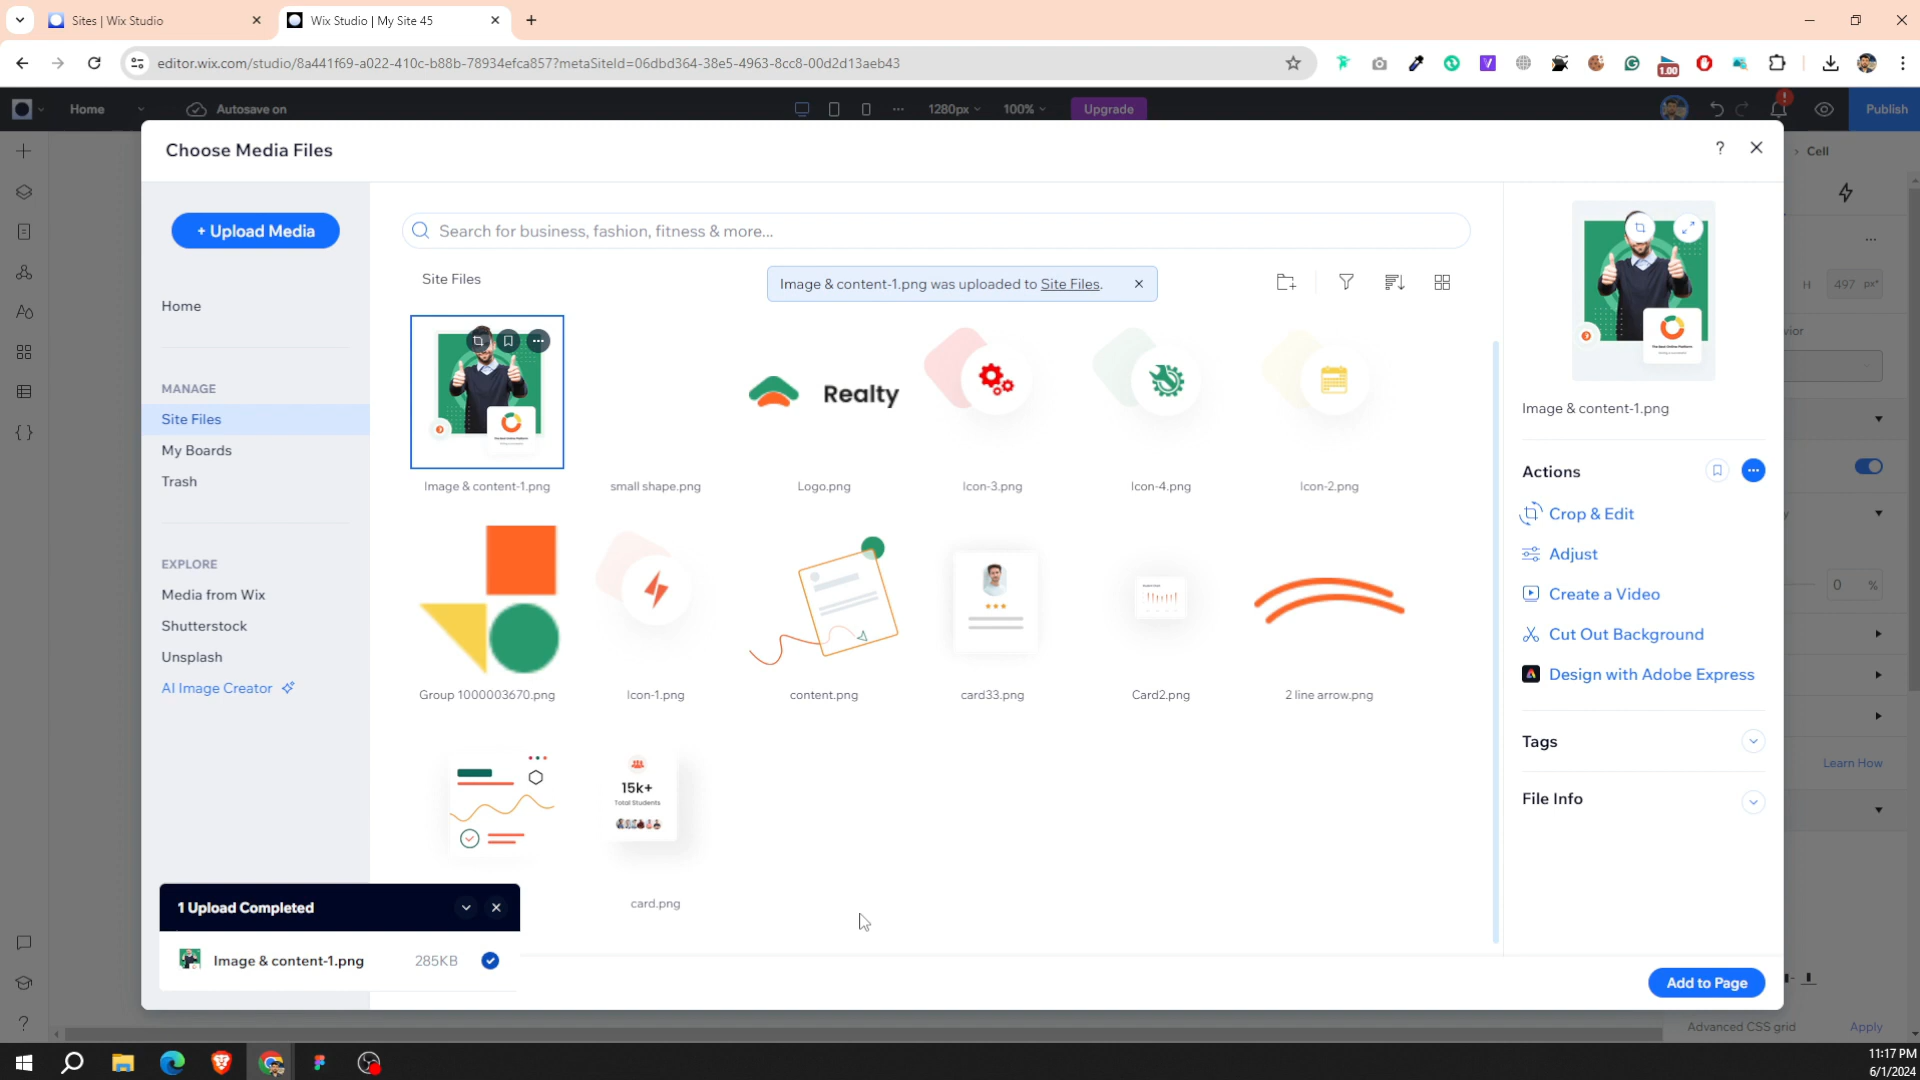 Sites | Wix Studio
Wix Studio | My Site 45
editor.wix.com/studio/8a441f69-a022-410c-b88b-78934efca857?metaSiteId=06dbd364-38e5-4963-8cc8-00d2d13aeb43
1.00
Home
Autosave on
1280px
100%
Upgrade
Publish
Choose Media Files
?
> Cell
+ Upload Media
Search for business, fashion, fitness & more...
Site Files
Image & content-1.png was uploaded to Site Files.
H 497 px*
Home
MANAGE
Site Files
My Boards
Trash
EXPLORE
Media from Wix
Shutterstock
Unsplash
AI Image Creator
Realty
Image & content-1.png
small shape.png
Logo.png
Icon-3.png
Icon-4.png
Icon-2.png
Group 1000003670.png
Icon-1.png
content.png
card33.png
Card2.png
2 line arrow.png
15k+
Total Students
card.png
Image & content-1.png
Actions
Crop & Edit
Adjust
Create a Video
Cut Out Background
Design with Adobe Express
0 %
Tags
Learn How
File Info
1 Upload Completed
Image & content-1.png
285KB
Add to Page
Advanced CSS grid
Apply
11:17 PM
6/1/2024